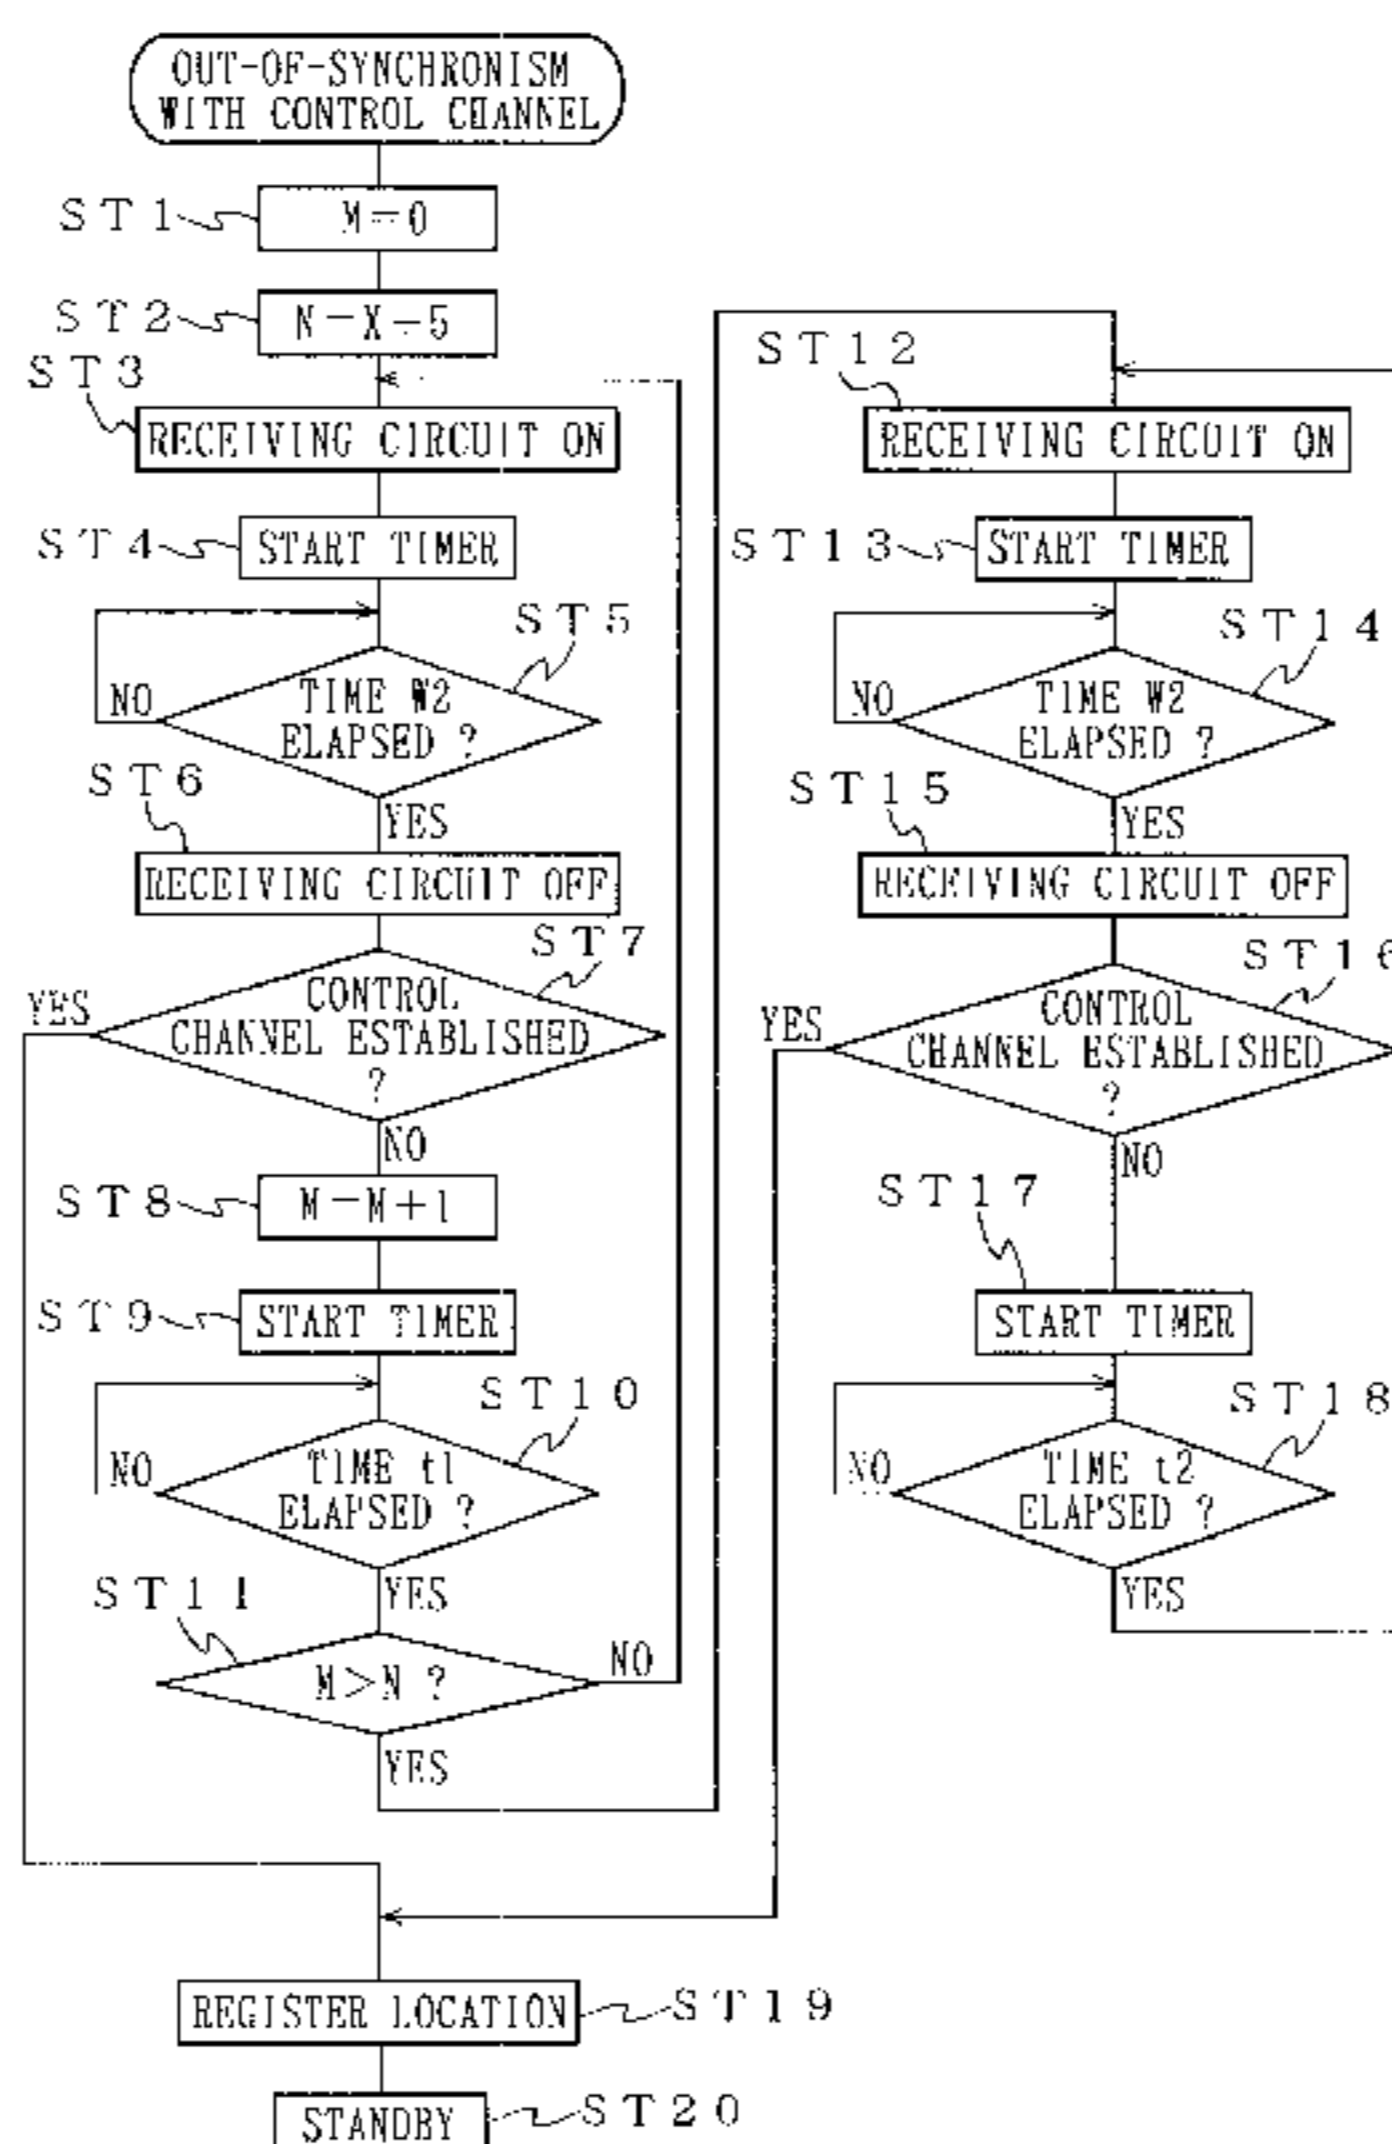 OUT-OF-SYNCHRONISM
WITH CONTROL CHANNEL
ST1
M=0
ST2
N=X-5
ST3
RECEIVING CIRCUIT ON
ST4
START TIMER
ST5
TIME W2
ELAPSED ?
NO
YES
ST6
RECEIVING CIRCUIT OFF
ST7
CONTROL
CHANNEL ESTABLISHED
?
YES
NO
ST8
M=M+1
ST9
START TIMER
ST10
TIME t1
ELAPSED ?
NO
YES
ST11
M>N ?
NO
YES
ST12
RECEIVING CIRCUIT ON
ST13
START TIMER
ST14
TIME W2
ELAPSED ?
NO
YES
ST15
RECEIVING CIRCUIT OFF
ST16
CONTROL
CHANNEL ESTABLISHED
?
YES
NO
ST17
START TIMER
ST18
TIME t2
ELAPSED ?
NO
YES
REGISTER LOCATION
ST19
STANDBY
ST20